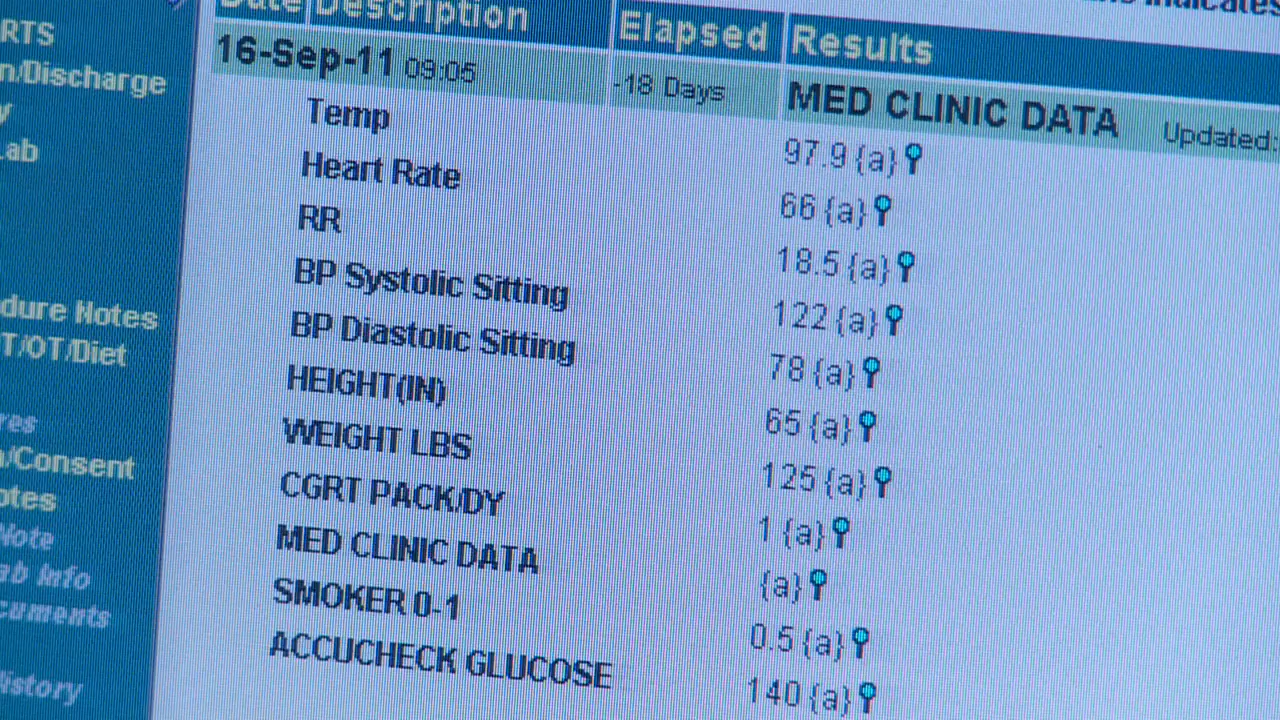 Date Description Elapsed Results
16-Sep-11 09:05 -18 Days MED CLINIC DATA Updated:
Temp 97.9 {a}
Heart Rate 66 {a}
RR 18.5 {a}
BP Systolic Sitting 122 {a}
BP Diastolic Sitting 78 {a}
HEIGHT(IN) 65 {a}
WEIGHT LBS 125 {a}
CGRT PACK/DY 1 {a}
MED CLINIC DATA {a}
SMOKER 0-1 0.5 {a}
ACCUCHECK GLUCOSE 140 {a}
RTS
n/Discharge
y
ab
dure Notes
T/OT/Diet
res
/Consent
otes
Note
ab Info
cuments
History